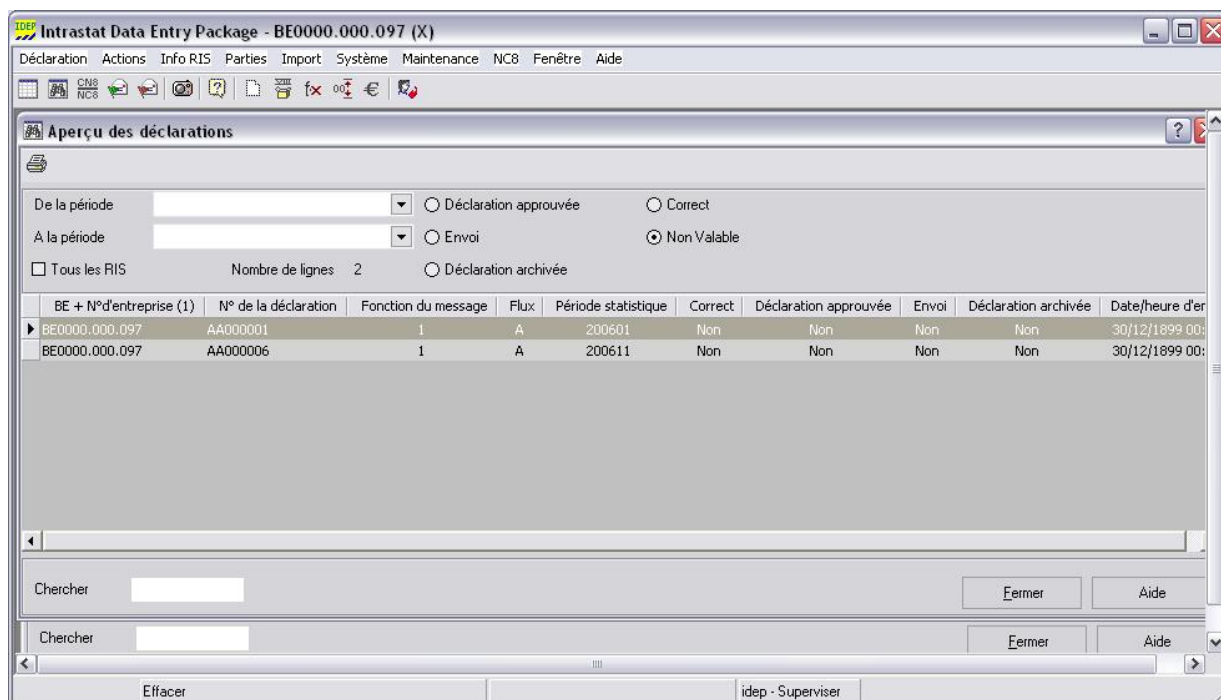 IDEP Intrastat Data Entry Package - BE0000.000.097 (X)
Déclaration Actions Info RIS Parties Import Système Maintenance NC8 Fenêtre Aide
CN8 NC8
Aperçu des déclarations
De la période Déclaration approuvée Correct
A la période Envoi Non Valable
Tous les RIS Nombre de lignes 2 Déclaration archivée
BE + N°d'entreprise (1) N° de la déclaration Fonction du message Flux Période statistique Correct Déclaration approuvée Envoi Déclaration archivée Date/heure d'er
BE0000.000.097 AA000001 1 A 200601 Non Non Non Non 30/12/1899 00:
BE0000.000.097 AA000006 1 A 200611 Non Non Non Non 30/12/1899 00:
Chercher Fermer Aide
Chercher Fermer Aide
Effacer idep - Superviser